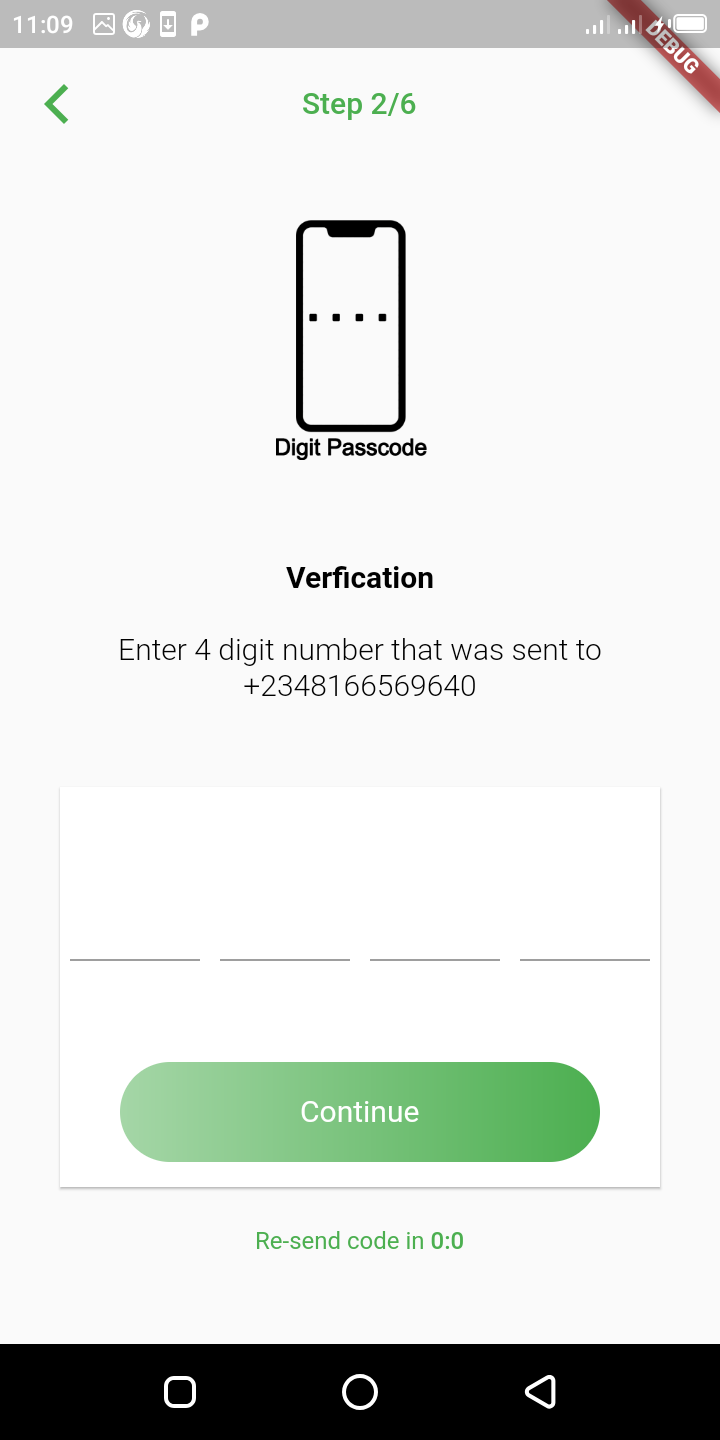 11:09
DEBUG
Step 2/6
Digit Passcode
Verfication
Enter 4 digit number that was sent to
+2348166569640
Continue
Re-send code in 0:0